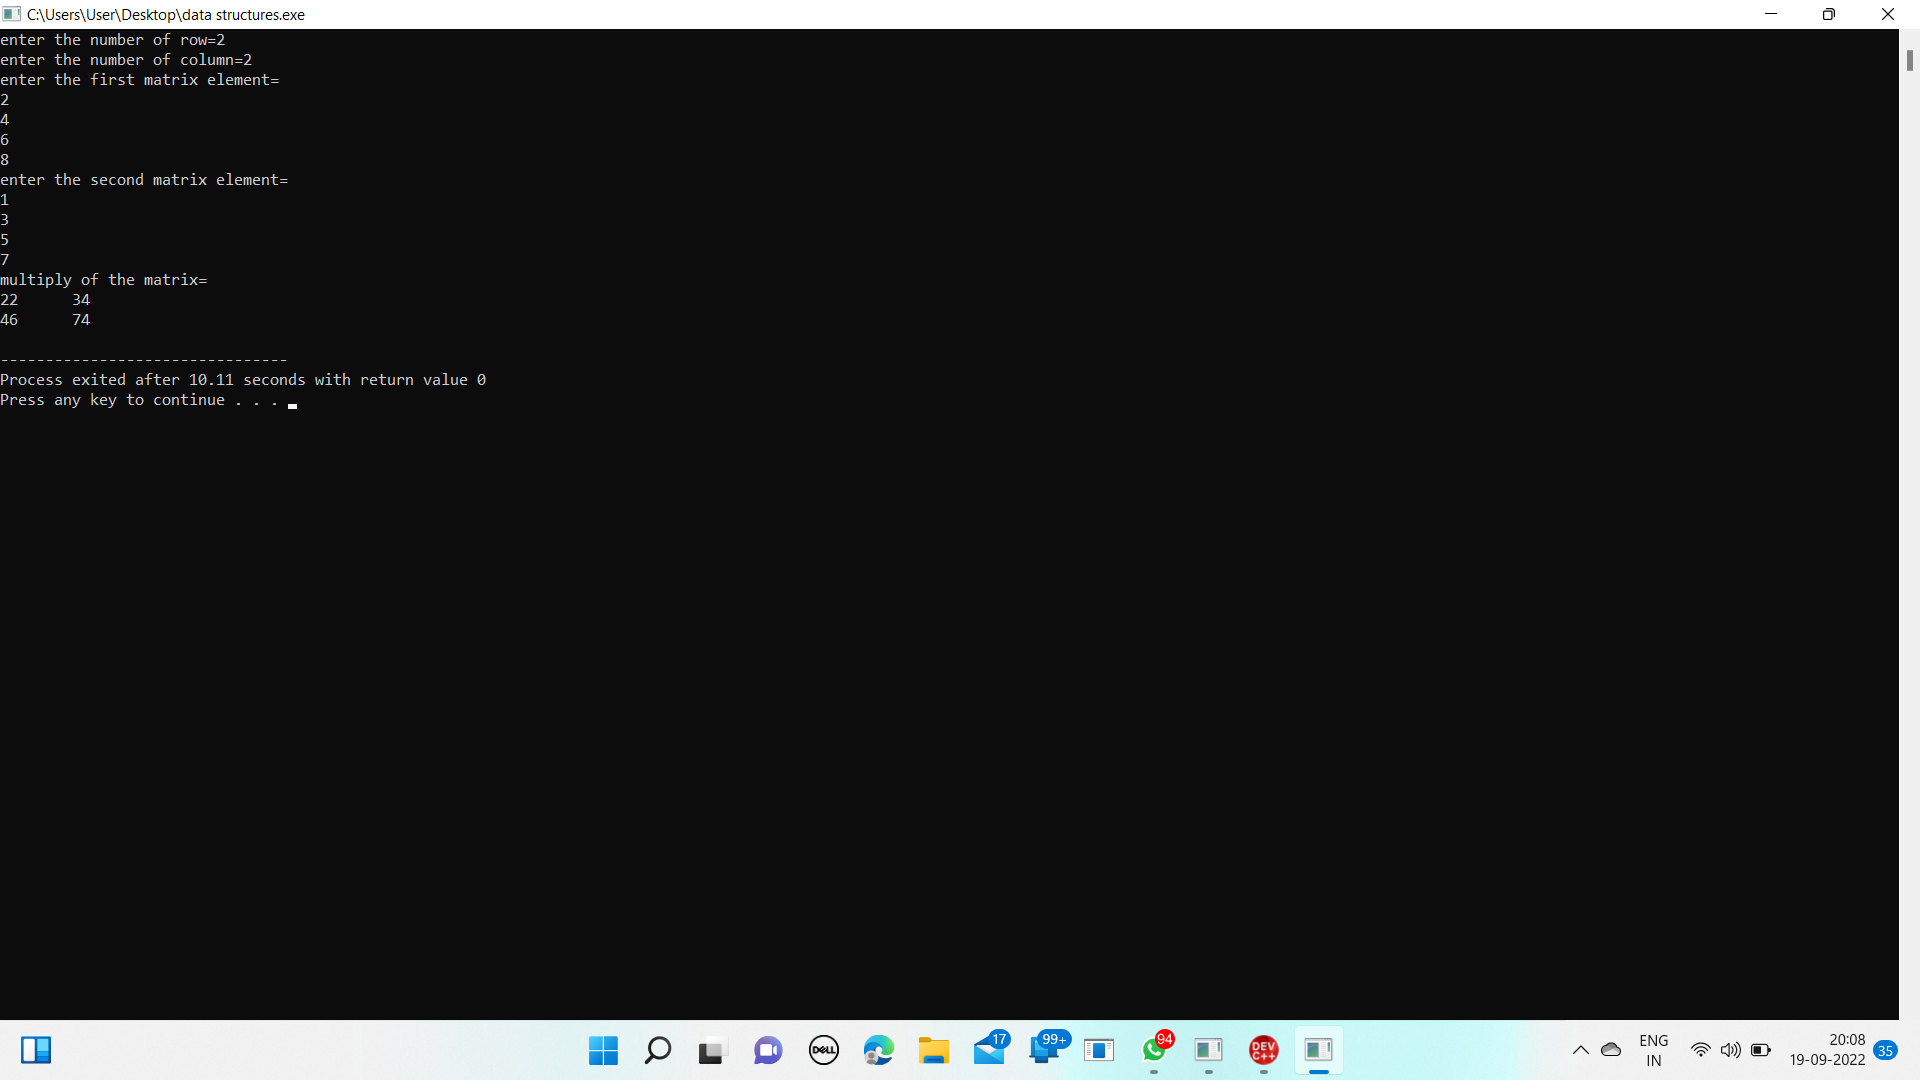 C:\Users\User\Desktop\data structures.exe
enter the number of row=2
enter the number of column=2
enter the first matrix element=
2
4
6
8
enter the second matrix element=
1
3
5
7
multiply of the matrix=
22 34
46 74
--------------------------------
Process exited after 10.11 seconds with return value 0
Press any key to continue . . .
DELL
17
99+
94
DEV
C++
ENG
IN
20:08
19-09-2022
35